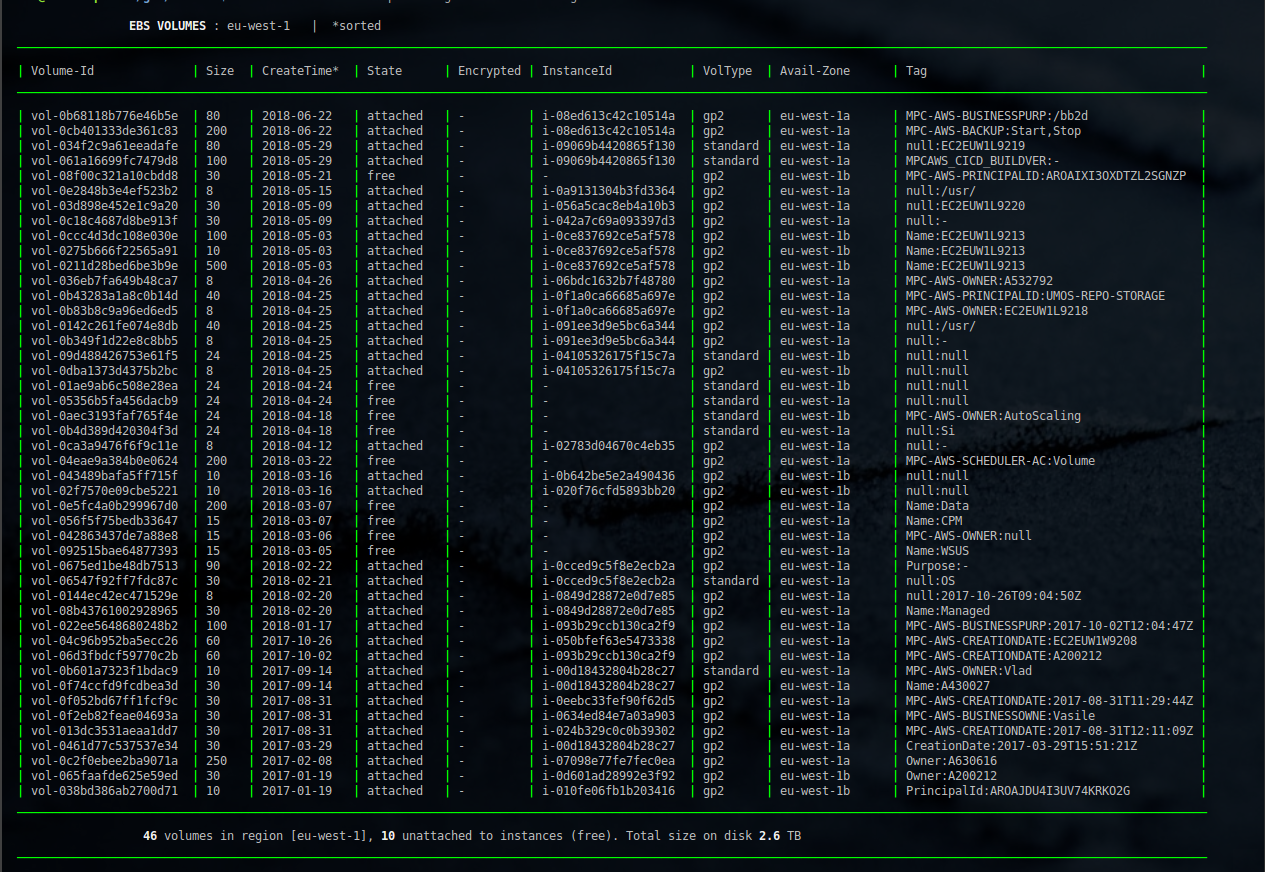 EBS VOLUMES : eu-west-1 | *sorted
| Volume-Id | Size | CreateTime* | State | Encrypted | InstanceId | VolType | Avail-Zone | Tag |
| vol-0b68118b776e46b5e | 80 | 2018-06-22 | attached | - | i-08ed613c42c10514a | gp2 | eu-west-1a | MPC-AWS-BUSINESSPURP:/bb2d |
| vol-0cb401333de361c83 | 200 | 2018-06-22 | attached | - | i-08ed613c42c10514a | gp2 | eu-west-1a | MPC-AWS-BACKUP:Start,Stop |
| vol-034f2c9a61eeadafe | 80 | 2018-05-29 | attached | - | i-09069b4420865f130 | standard | eu-west-1a | null:EC2EUW1L9219 |
| vol-061a16699fc7479d8 | 100 | 2018-05-29 | attached | - | i-09069b4420865f130 | standard | eu-west-1a | MPCAWS_CICD_BUILDVER:- |
| vol-08f00c321a10cbdd8 | 30 | 2018-05-21 | free | - | - | gp2 | eu-west-1b | MPC-AWS-PRINCIPALID:AROAIXI3OXDTZL2SGNZP |
| vol-0e2848b3e4ef523b2 | 8 | 2018-05-15 | attached | - | i-0a9131304b3fd3364 | gp2 | eu-west-1a | null:/usr/ |
| vol-03d898e452e1c9a20 | 30 | 2018-05-09 | attached | - | i-056a5cac8eb4a10b3 | gp2 | eu-west-1a | null:EC2EUW1L9220 |
| vol-0c18c4687d8be913f | 30 | 2018-05-09 | attached | - | i-042a7c69a093397d3 | gp2 | eu-west-1a | null:- |
| vol-0ccc4d3dc108e030e | 100 | 2018-05-03 | attached | - | i-0ce837692ce5af578 | gp2 | eu-west-1b | Name:EC2EUW1L9213 |
| vol-0275b666f22565a91 | 10 | 2018-05-03 | attached | - | i-0ce837692ce5af578 | gp2 | eu-west-1b | Name:EC2EUW1L9213 |
| vol-0211d28bed6be3b9e | 500 | 2018-05-03 | attached | - | i-0ce837692ce5af578 | gp2 | eu-west-1b | Name:EC2EUW1L9213 |
| vol-036eb7fa649b48ca7 | 8 | 2018-04-26 | attached | - | i-06bdc1632b7f48780 | gp2 | eu-west-1a | MPC-AWS-OWNER:A532792 |
| vol-0b43283a1a8c0b14d | 40 | 2018-04-25 | attached | - | i-0f1a0ca66685a697e | gp2 | eu-west-1a | MPC-AWS-PRINCIPALID:UMOS-REPO-STORAGE |
| vol-0b83b8c9a96ed6ed5 | 8 | 2018-04-25 | attached | - | i-0f1a0ca66685a697e | gp2 | eu-west-1a | MPC-AWS-OWNER:EC2EUW1L9218 |
| vol-0142c261fe074e8db | 40 | 2018-04-25 | attached | - | i-091ee3d9e5bc6a344 | gp2 | eu-west-1a | null:/usr/ |
| vol-0b349f1d22e8c8bb5 | 8 | 2018-04-25 | attached | - | i-091ee3d9e5bc6a344 | gp2 | eu-west-1a | null:- |
| vol-09d488426753e61f5 | 24 | 2018-04-25 | attached | - | i-04105326175f15c7a | standard | eu-west-1b | null:null |
| vol-0dba1373d4375b2bc | 8 | 2018-04-25 | attached | - | i-04105326175f15c7a | gp2 | eu-west-1b | null:null |
| vol-01ae9ab6c508e28ea | 24 | 2018-04-24 | free | - | - | standard | eu-west-1b | null:null |
| vol-05356b5fa456dacb9 | 24 | 2018-04-24 | free | - | - | standard | eu-west-1b | null:null |
| vol-0aec3193faf765f4e | 24 | 2018-04-18 | free | - | - | standard | eu-west-1b | MPC-AWS-OWNER:AutoScaling |
| vol-0b4d389d420304f3d | 24 | 2018-04-18 | free | - | - | standard | eu-west-1b | null:Si |
| vol-0ca3a9476f6f9c11e | 8 | 2018-04-12 | attached | - | i-02783d04670c4eb35 | gp2 | eu-west-1a | null:- |
| vol-04eae9a384b0e0624 | 200 | 2018-03-22 | free | - | - | gp2 | eu-west-1a | MPC-AWS-SCHEDULER-AC:Volume |
| vol-043489bafa5ff715f | 10 | 2018-03-16 | attached | - | i-0b642be5e2a490436 | gp2 | eu-west-1b | null:null |
| vol-02f7570e09cbe5221 | 10 | 2018-03-16 | attached | - | i-020f76cfd5893bb20 | gp2 | eu-west-1b | null:null |
| vol-0e5fc4a0b299967d0 | 200 | 2018-03-07 | free | - | - | gp2 | eu-west-1a | Name:Data |
| vol-056f5f75bedb33647 | 15 | 2018-03-07 | free | - | - | gp2 | eu-west-1a | Name:CPM |
| vol-042863437de7a88e8 | 15 | 2018-03-06 | free | - | - | gp2 | eu-west-1a | MPC-AWS-OWNER:null |
| vol-092515bae64877393 | 15 | 2018-03-05 | free | - | - | gp2 | eu-west-1a | Name:WSUS |
| vol-0675ed1be48db7513 | 90 | 2018-02-22 | attached | - | i-0cced9c5f8e2ecb2a | gp2 | eu-west-1a | Purpose:- |
| vol-06547f92ff7fdc87c | 30 | 2018-02-21 | attached | - | i-0cced9c5f8e2ecb2a | standard | eu-west-1a | null:OS |
| vol-0144ec42ec471529e | 8 | 2018-02-20 | attached | - | i-0849d28872e0d7e85 | gp2 | eu-west-1a | null:2017-10-26T09:04:50Z |
| vol-08b43761002928965 | 30 | 2018-02-20 | attached | - | i-0849d28872e0d7e85 | gp2 | eu-west-1a | Name:Managed |
| vol-022ee5648680248b2 | 100 | 2018-01-17 | attached | - | i-093b29ccb130ca2f9 | gp2 | eu-west-1a | MPC-AWS-BUSINESSPURP:2017-10-02T12:04:47Z |
| vol-04c96b952ba5ecc26 | 60 | 2017-10-26 | attached | - | i-050bfef63e5473338 | gp2 | eu-west-1a | MPC-AWS-CREATIONDATE:EC2EUW1W9208 |
| vol-06d3fbdcf59770c2b | 60 | 2017-10-02 | attached | - | i-093b29ccb130ca2f9 | gp2 | eu-west-1a | MPC-AWS-CREATIONDATE:A200212 |
| vol-0b601a7323f1bdac9 | 10 | 2017-09-14 | attached | - | i-00d18432804b28c27 | standard | eu-west-1a | MPC-AWS-OWNER:Vlad |
| vol-0f74ccfd9fcdbea3d | 30 | 2017-09-14 | attached | - | i-00d18432804b28c27 | gp2 | eu-west-1a | Name:A430027 |
| vol-0f052bd67ff1fcf9c | 30 | 2017-08-31 | attached | - | i-0eebc33fef90f62d5 | gp2 | eu-west-1a | MPC-AWS-CREATIONDATE:2017-08-31T11:29:44Z |
| vol-0f2eb82feae04693a | 30 | 2017-08-31 | attached | - | i-0634ed84e7a03a903 | gp2 | eu-west-1a | MPC-AWS-BUSINESSOWNE:Vasile |
| vol-013dc3531aeaa1dd7 | 30 | 2017-08-31 | attached | - | i-024b329c0c0b39302 | gp2 | eu-west-1a | MPC-AWS-CREATIONDATE:2017-08-31T12:11:09Z |
| vol-0461d77c537537e34 | 30 | 2017-03-29 | attached | - | i-00d18432804b28c27 | gp2 | eu-west-1a | CreationDate:2017-03-29T15:51:21Z |
| vol-0c2f0ebee2ba9071a | 250 | 2017-02-08 | attached | - | i-07098e77fe7fec0ea | gp2 | eu-west-1a | Owner:A630616 |
| vol-065faafde625e59ed | 30 | 2017-01-19 | attached | - | i-0d601ad28992e3f92 | gp2 | eu-west-1b | Owner:A200212 |
| vol-038bd386ab2700d71 | 10 | 2017-01-19 | attached | - | i-010fe06fb1b203416 | gp2 | eu-west-1b | PrincipalId:AROAJDU4I3UV74KRKO2G |
46 volumes in region [eu-west-1], 10 unattached to instances (free). Total size on disk 2.6 TB